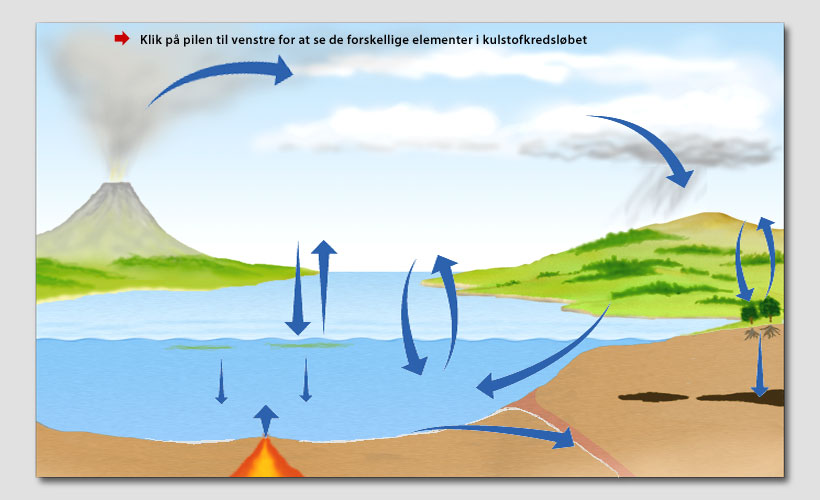 Klik på pilen til venstre for at se de forskellige elementer i kulstofkredsløbet